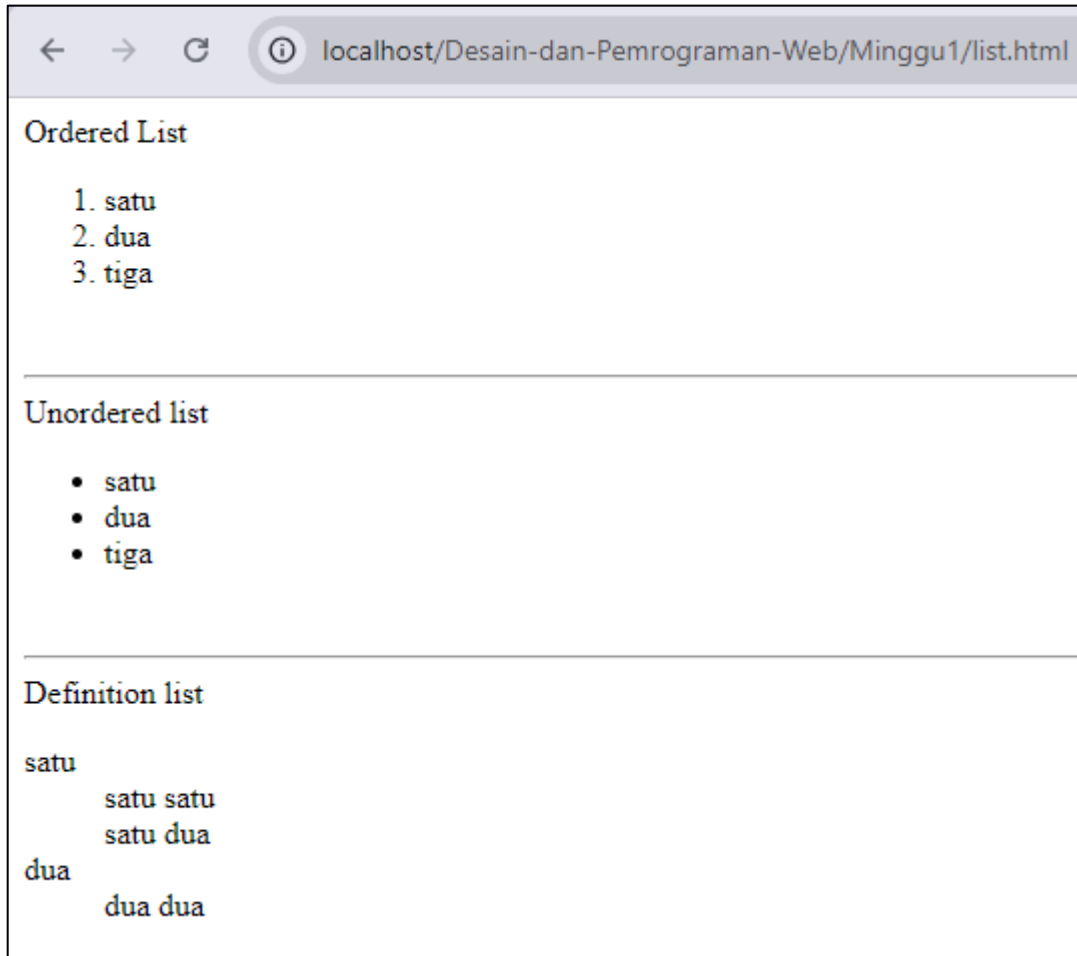 localhost/Desain-dan-Pemrograman-Web/Minggu1/list.html
Ordered List
1. satu
2. dua
3. tiga
Unordered list
• satu
• dua
• tiga
Definition list
satu
satu satu
satu dua
dua
dua dua